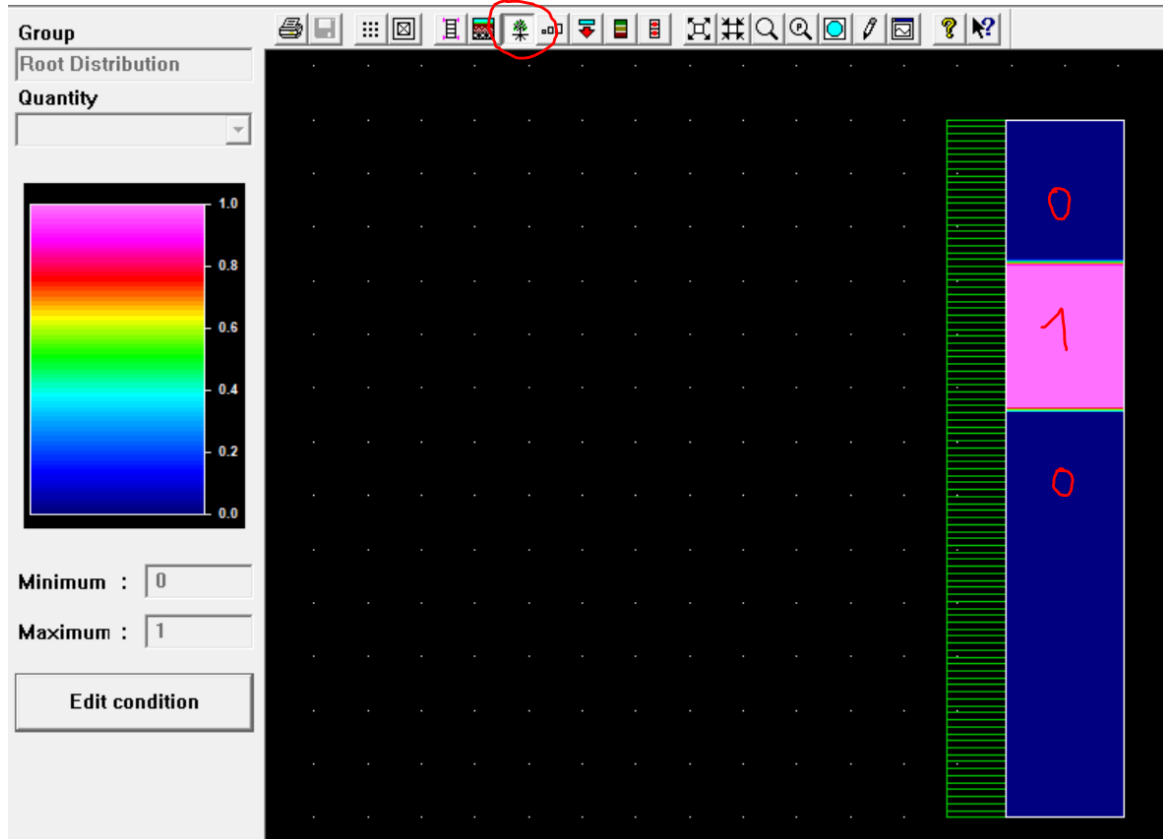 Group
Root Distribution
Quantity
1.0
0.8
0.6
0.4
0.2
0.0
Minimum : 0
Maximum : 1
Edit condition
P
? ?
0
1
0